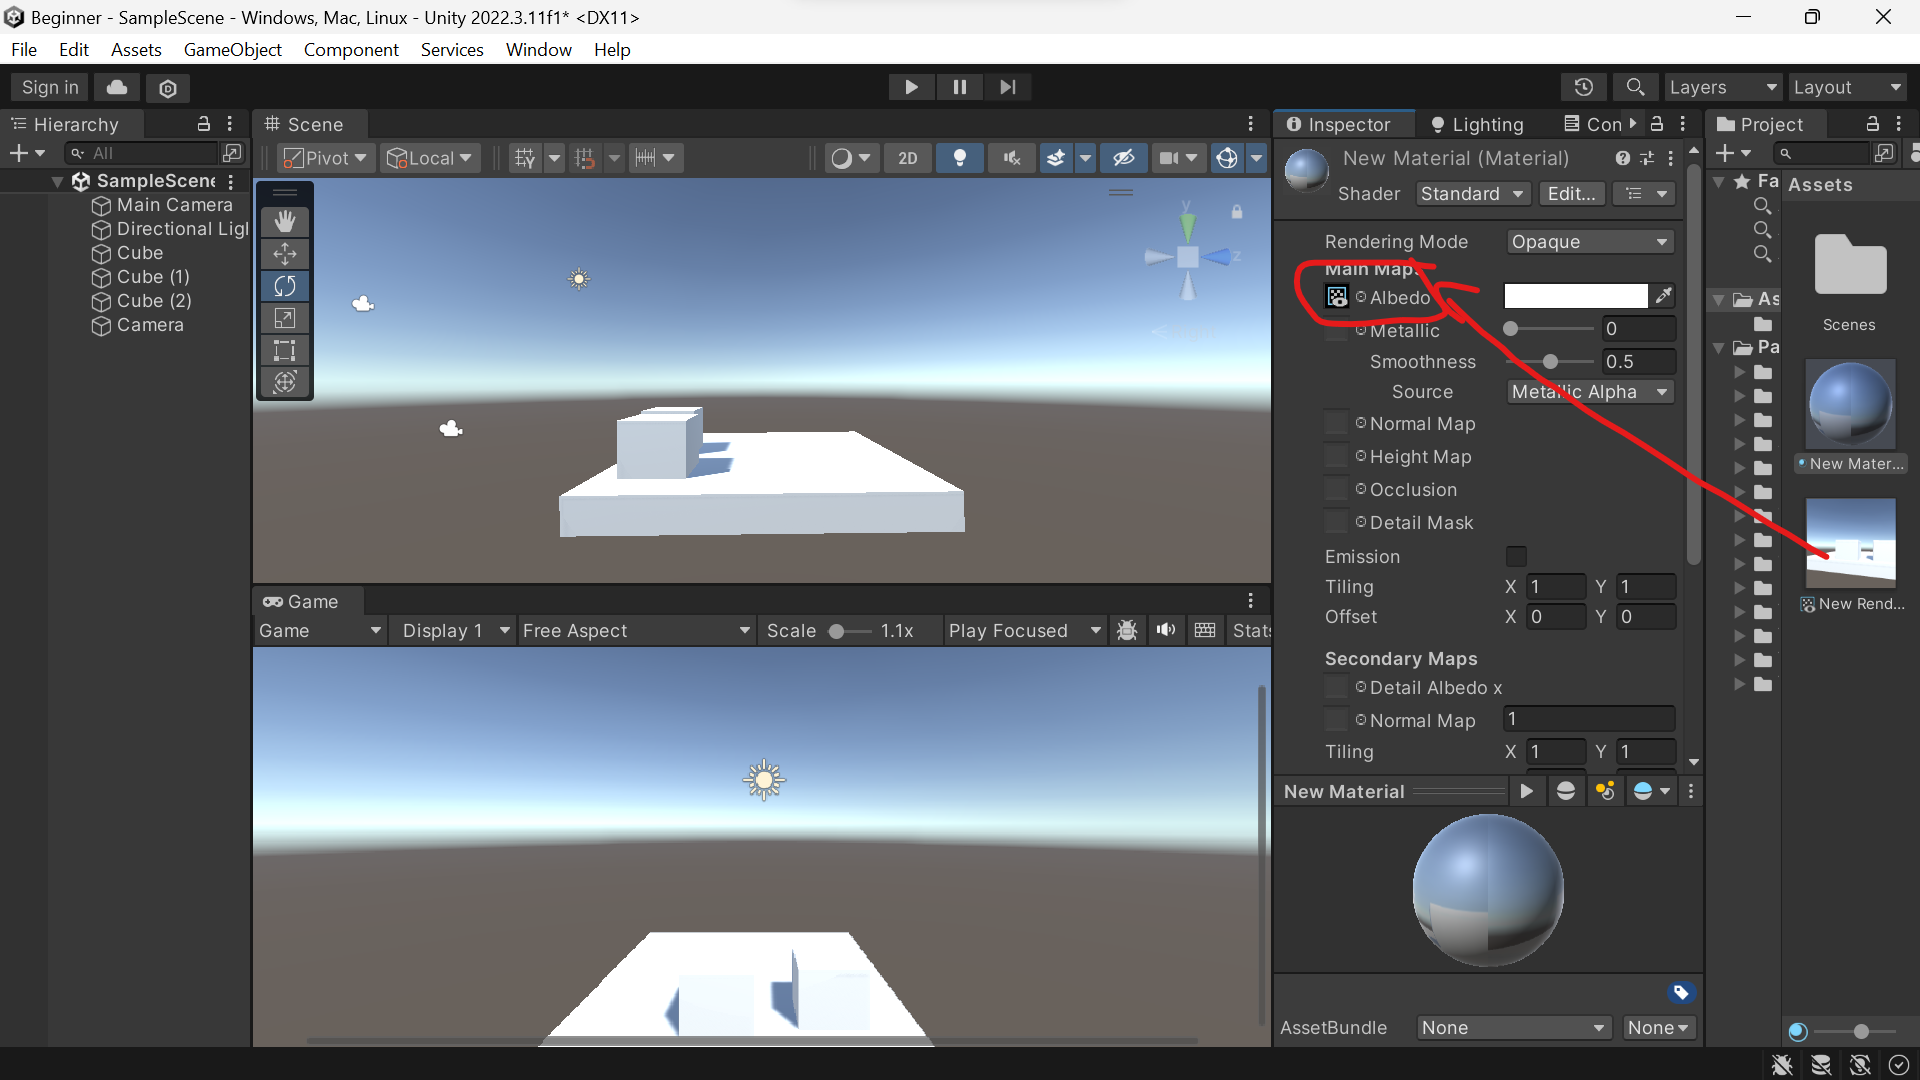 Beginner - SampleScene - Windows, Mac, Linux - Unity 2022.3.11f1* <DX11>
File Edit Assets GameObject Component Services Window Help
Sign in
Layers
Layout
Hierarchy
All
SampleScene
Main Camera
Directional Ligl
Cube
Cube (1)
Cube (2)
Camera
Scene
Pivot
Local
2D
y
z
Game
Game
Display 1
Free Aspect
Scale
1.1x
Play Focused
Stats
Inspector
Lighting
Con
New Material (Material)
Shader
Standard
Edit...
Rendering Mode
Opaque
Main Maps
Albedo
Metallic
0
Smoothness
0.5
Source
Metallic Alpha
Normal Map
Height Map
Occlusion
Detail Mask
Emission
Tiling
X 1 Y 1
Offset
X 0 Y 0
Secondary Maps
Detail Albedo x
Normal Map
1
Tiling
X 1 Y 1
New Material
AssetBundle
None
None
Project
Fa
As
Pa
Assets
Scenes
New Mater...
New Rend...